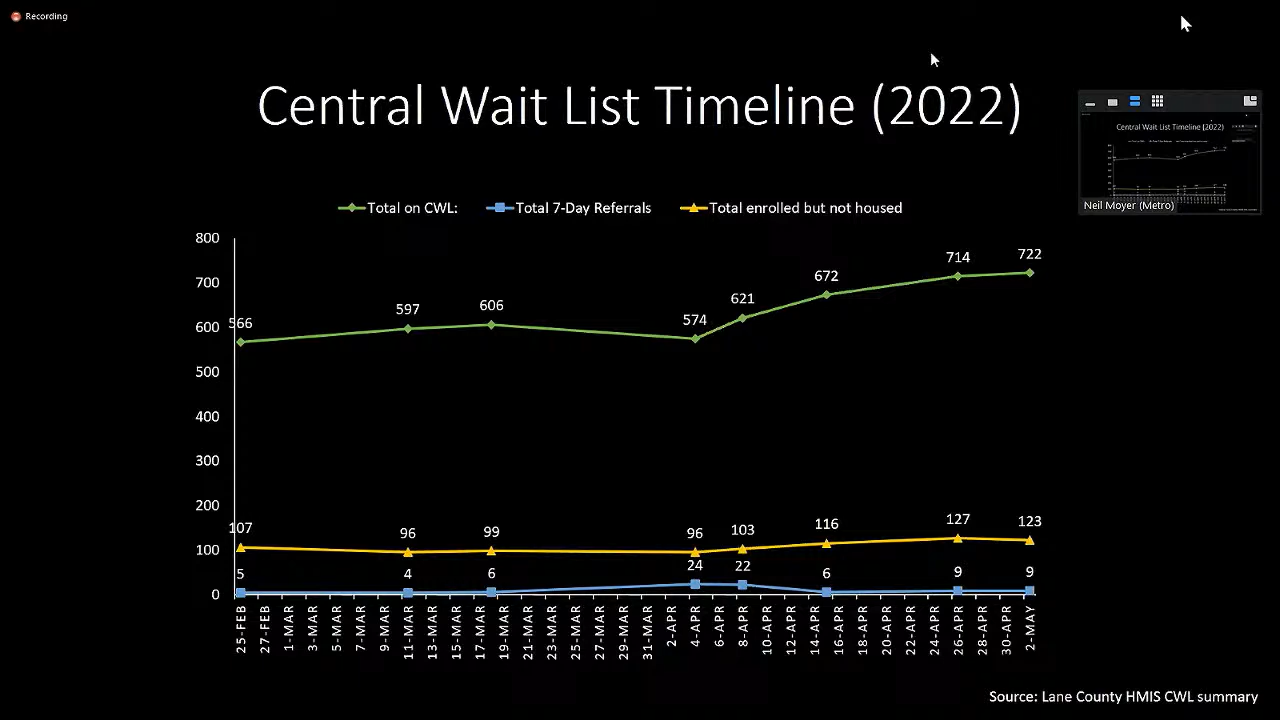 Recording
Central Wait List Timeline (2022)
Neil Moyer (Metro)
Central Wait List Timeline (2022)
Total on CWL: Total 7-Day Referrals Total enrolled but not housed
800
700
600
500
400
300
200
100
0
566 597 606 574 621 672 714 722
107 96 99 96 103 116 127 123
5 4 6 24 22 6 9 9
25-FEB 27-FEB 1-MAR 3-MAR 5-MAR 7-MAR 9-MAR 11-MAR 13-MAR 15-MAR 17-MAR 19-MAR 21-MAR 23-MAR 25-MAR 27-MAR 29-MAR 31-MAR 2-APR 4-APR 6-APR 8-APR 10-APR 12-APR 14-APR 16-APR 18-APR 20-APR 22-APR 24-APR 26-APR 28-APR 30-APR 2-MAY
Source: Lane County HMIS CWL summary